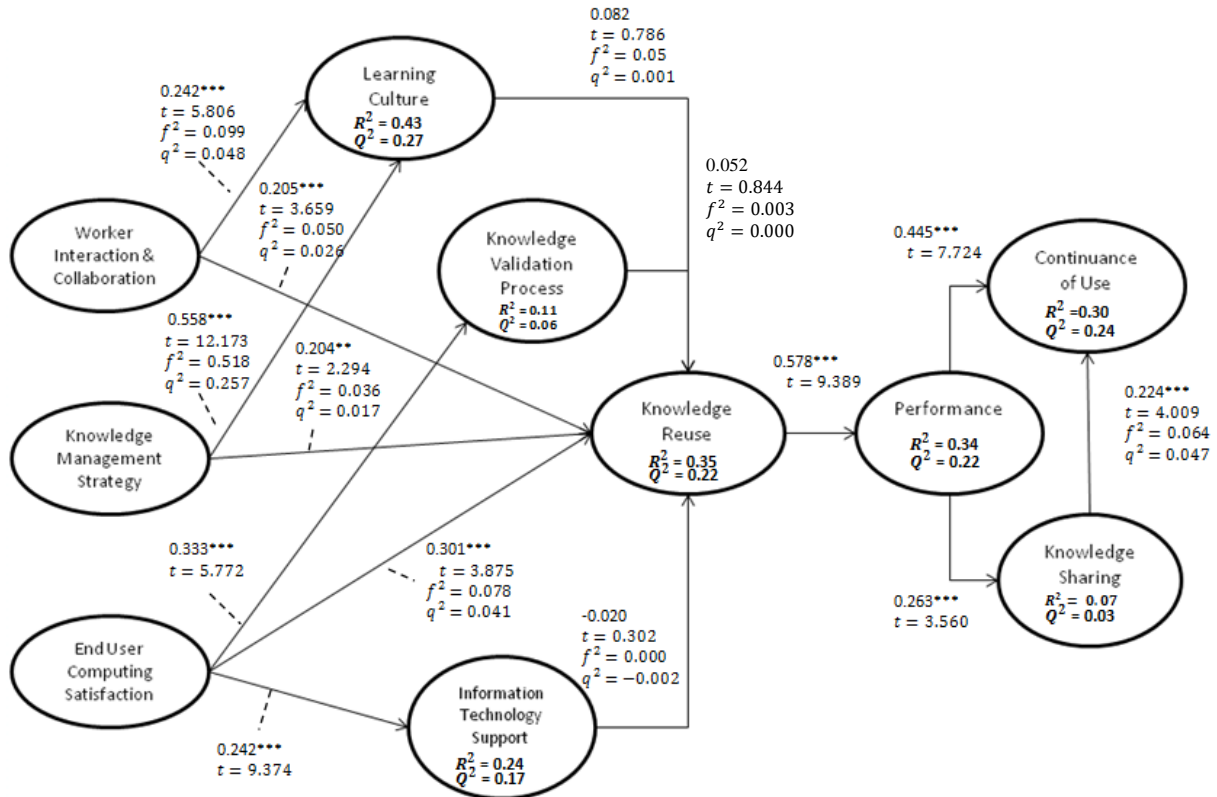 0.082
t = 0.786
f² = 0.05
q² = 0.001
Learning
Culture
R² = 0.43
Q² = 0.27
0.242***
t = 5.806
f² = 0.099
q² = 0.048
0.205***
t = 3.659
f² = 0.050
q² = 0.026
0.052
t = 0.844
f² = 0.003
q² = 0.000
Worker
Interaction &
Collaboration
Knowledge
Validation
Process
R² = 0.11
Q² = 0.06
0.445***
t = 7.724
Continuance
of Use
R² =0.30
Q² = 0.24
0.558***
t = 12.173
f² = 0.518
q² = 0.257
0.204**
t = 2.294
f² = 0.036
q² = 0.017
0.578***
t = 9.389
0.224***
t = 4.009
f² = 0.064
q² = 0.047
Knowledge
Management
Strategy
Knowledge
Reuse
R² = 0.35
Q² = 0.22
Performance
R² = 0.34
Q² = 0.22
0.333***
t = 5.772
0.301***
t = 3.875
f² = 0.078
q² = 0.041
Knowledge
Sharing
R² = 0.07
Q² = 0.03
0.263***
t = 3.560
-0.020
t = 0.302
f² = 0.000
q² = −0.002
End User
Computing
Satisfaction
Information
Technology
Support
R² = 0.24
Q² = 0.17
0.242***
t = 9.374